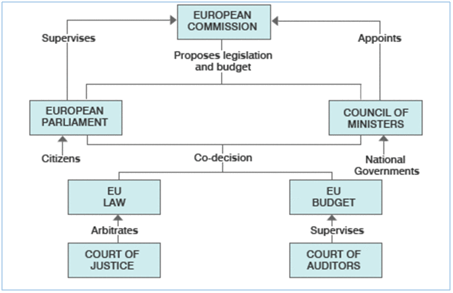 EUROPEAN
COMMISSION
Supervises
Appoints
Proposes legislation
and budget
EUROPEAN
PARLIAMENT
COUNCIL OF
MINISTERS
Citizens
Co-decision
National
Governments
EU
LAW
EU
BUDGET
Arbitrates
Supervises
COURT OF
JUSTICE
COURT OF
AUDITORS